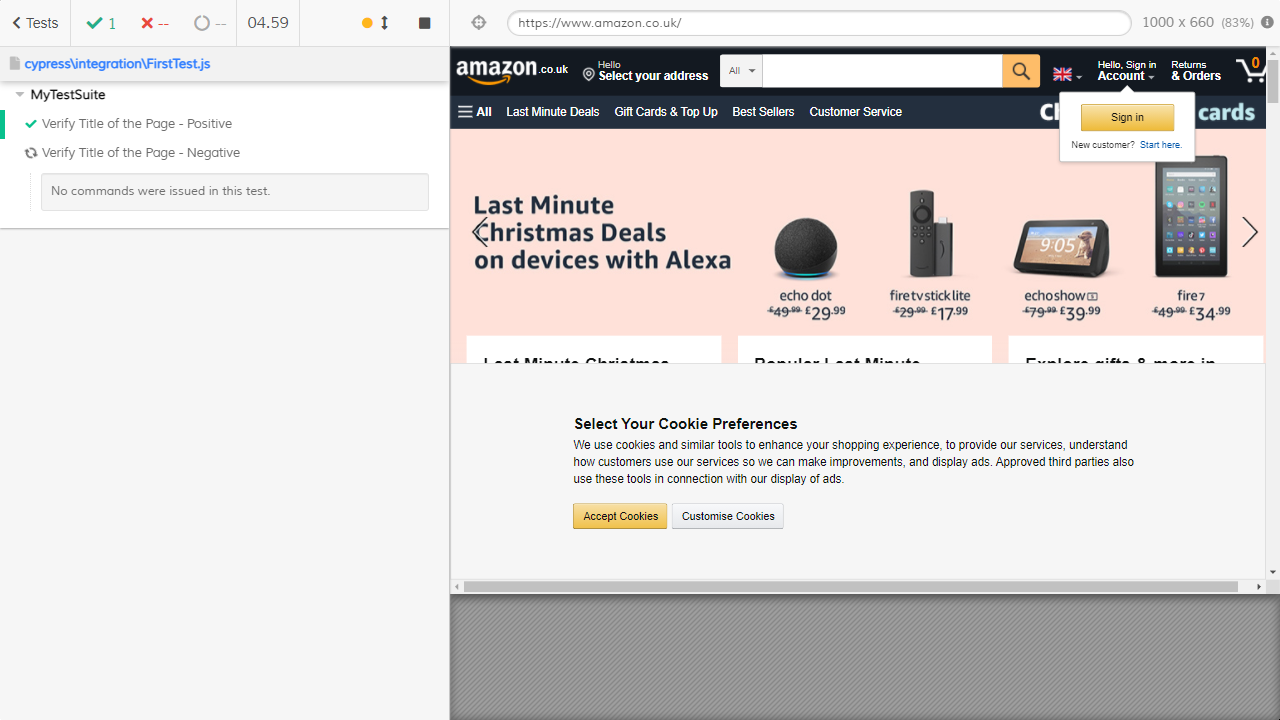 Tests
1
--
--
04.59
https://www.amazon.co.uk/
1000 x 660 (83%)
cypress\integration\FirstTest.js
MyTestSuite
Verify Title of the Page - Positive
Verify Title of the Page - Negative
No commands were issued in this test.
amazon.co.uk
Hello
Select your address
All
Hello, Sign in
Account
Returns
& Orders
0
All
Last Minute Deals
Gift Cards & Top Up
Best Sellers
Customer Service
cards
Sign in
New customer? Start here.
Last Minute
Christmas Deals
on devices with Alexa
echo dot
£49.99 £29.99
fire tv stick lite
£29.99 £17.99
echo show 5
£79.99 £39.99
fire 7
£49.99 £34.99
Last Minute Christmas
Popular Last Minute
Explore gifts & more in
Select Your Cookie Preferences
We use cookies and similar tools to enhance your shopping experience, to provide our services, understand
how customers use our services so we can make improvements, and display ads. Approved third parties also
use these tools in connection with our display of ads.
Accept Cookies
Customise Cookies